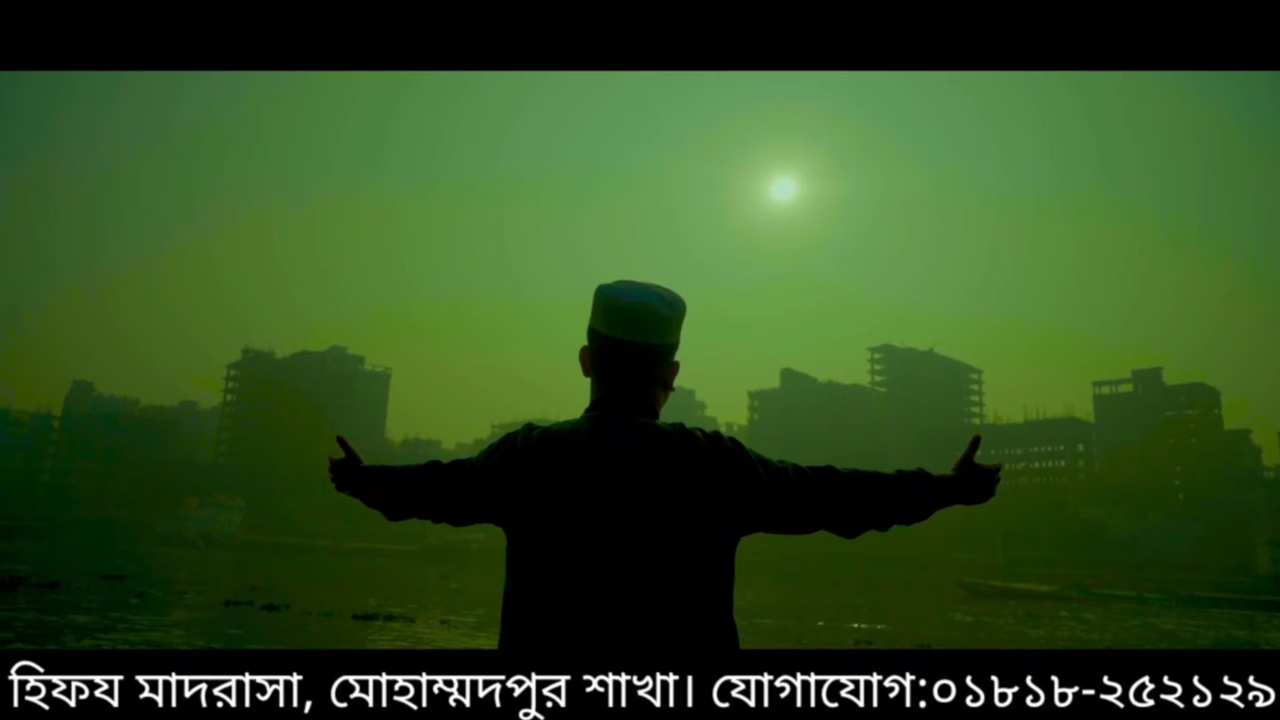 হিফয মাদরাসা, মোহাম্মদপুর শাখা। যোগাযোগ:০১৮১৮-২৫২১২৯